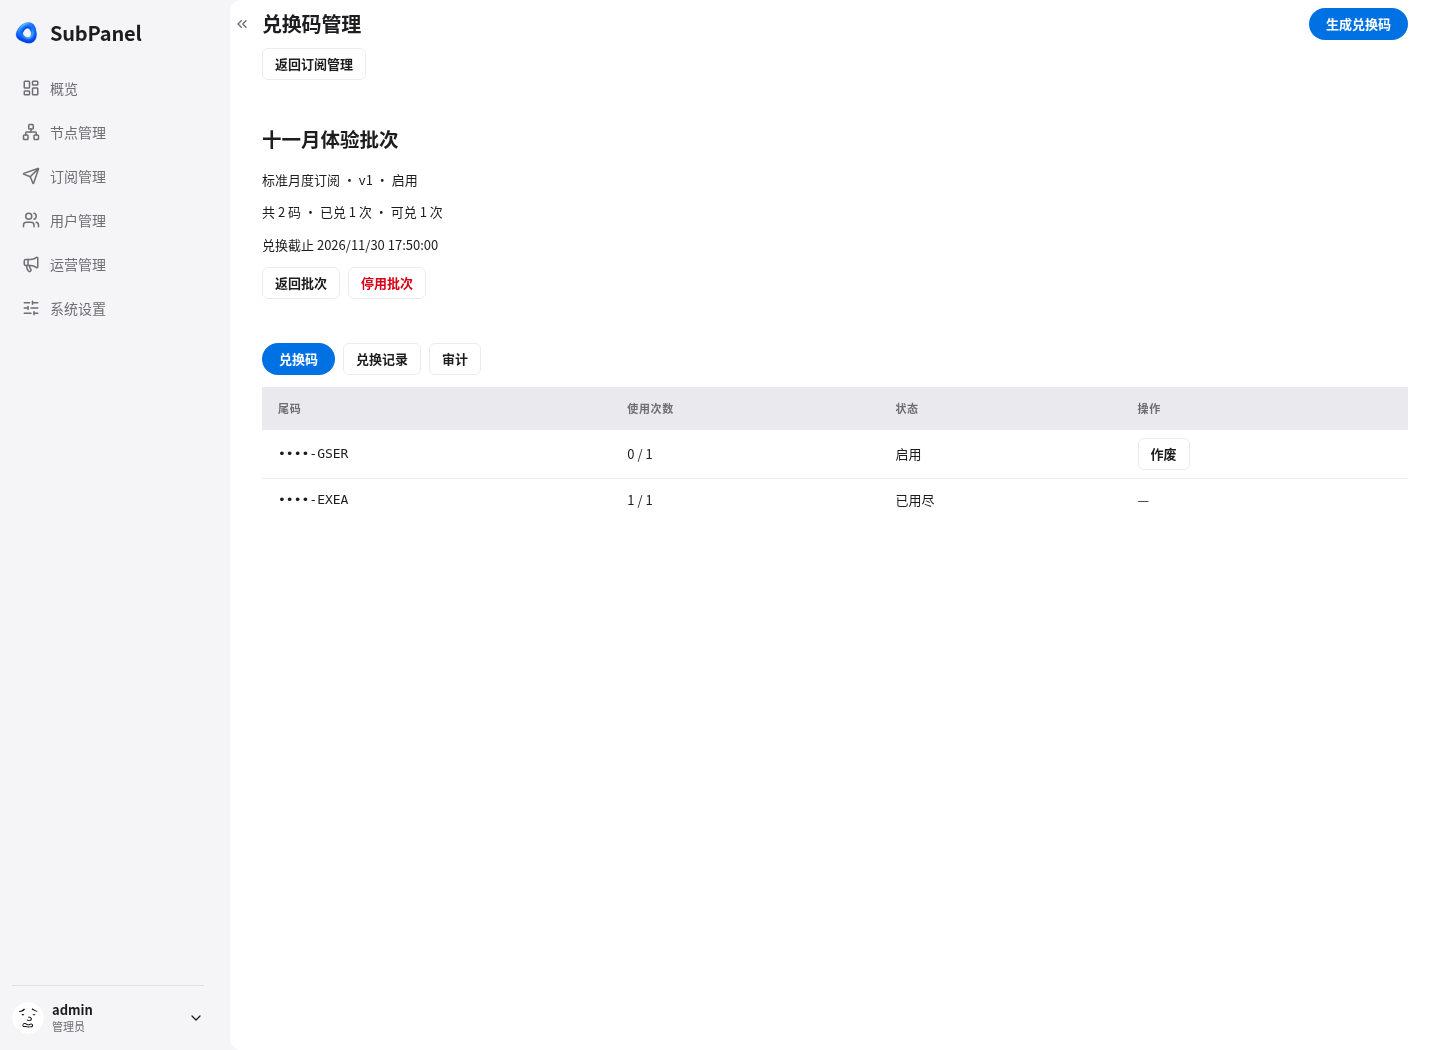 SubPanel
概览
节点管理
订阅管理
用户管理
运营管理
系统设置
admin
管理员
兑换码管理
生成兑换码
返回订阅管理
十一月体验批次
标准月度订阅 · v1 · 启用
共 2 码 · 已兑 1 次 · 可兑 1 次
兑换截止 2026/11/30 17:50:00
返回批次 停用批次
兑换码 兑换记录 审计
尾码 使用次数 状态 操作
••••-GSER 0 / 1 启用 作废
••••-EXEA 1 / 1 已用尽 —